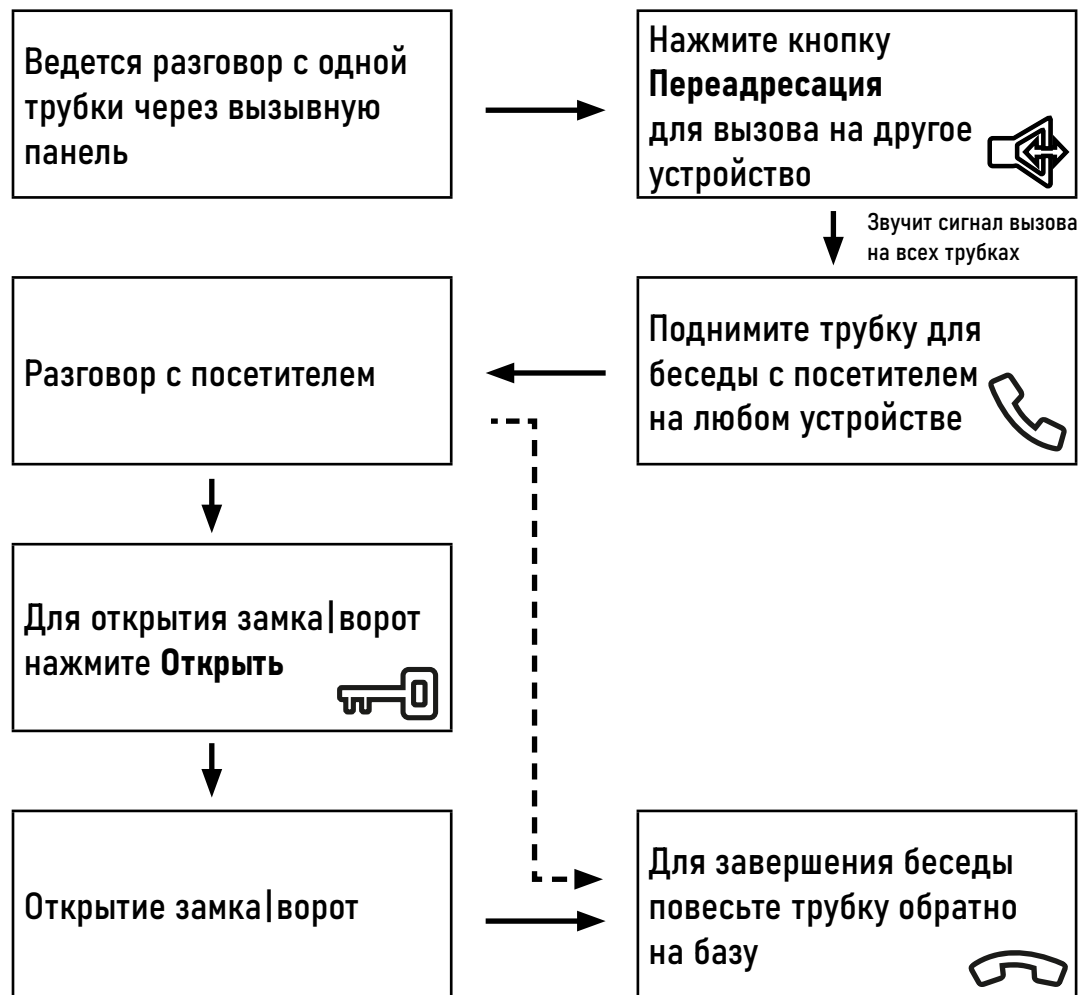 Ведется разговор с одной
трубки через вызывную
панель
Нажмите кнопку
Переадресация
для вызова на другое
устройство
Звучит сигнал вызова
на всех трубках
Поднимите трубку для
беседы с посетителем
на любом устройстве
Разговор с посетителем
Для открытия замка|ворот
нажмите Открыть
Открытие замка|ворот
Для завершения беседы
повесьте трубку обратно
на базу